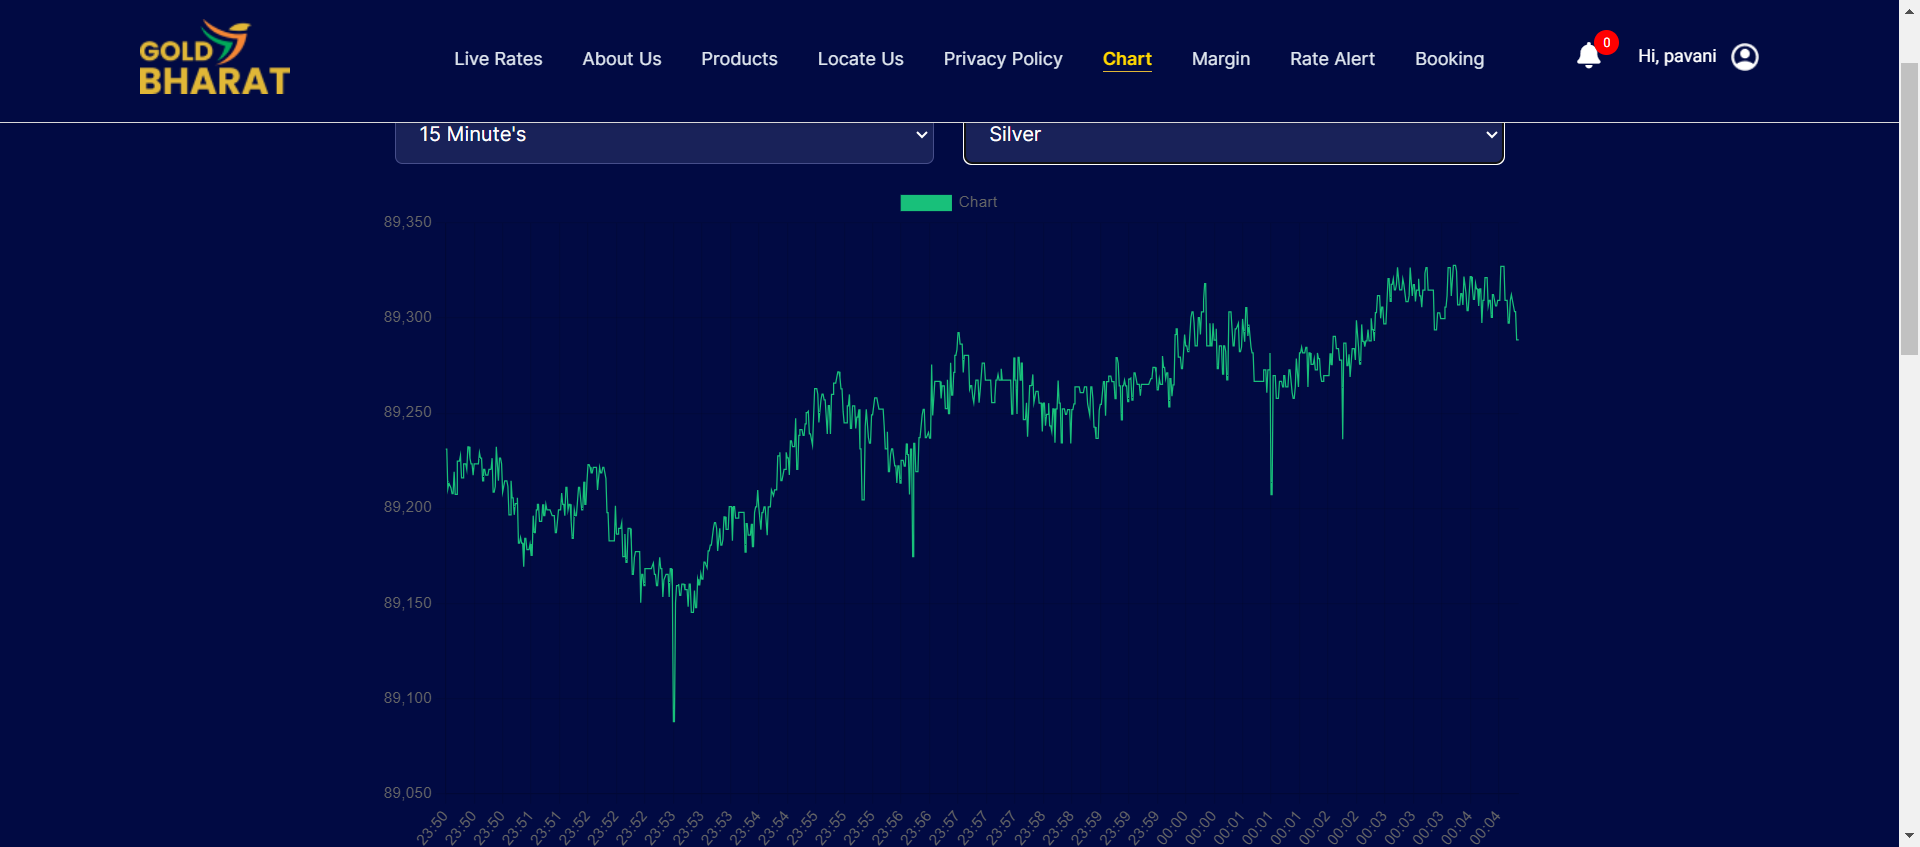 GOLD
BHARAT
Live Rates About Us Products Locate Us Privacy Policy Chart Margin Rate Alert Booking 0 Hi, pavani
15 Minute's Silver
Chart
89,350
89,300
89,250
89,200
89,150
89,100
89,050
23:50 23:50 23:50 23:51 23:51 23:52 23:52 23:52 23:53 23:53 23:53 23:54 23:54 23:55 23:55 23:55 23:56 23:56 23:57 23:57 23:57 23:58 23:58 23:59 23:59 23:59 00:00 00:00 00:01 00:01 00:01 00:02 00:02 00:03 00:03 00:03 00:04 00:04